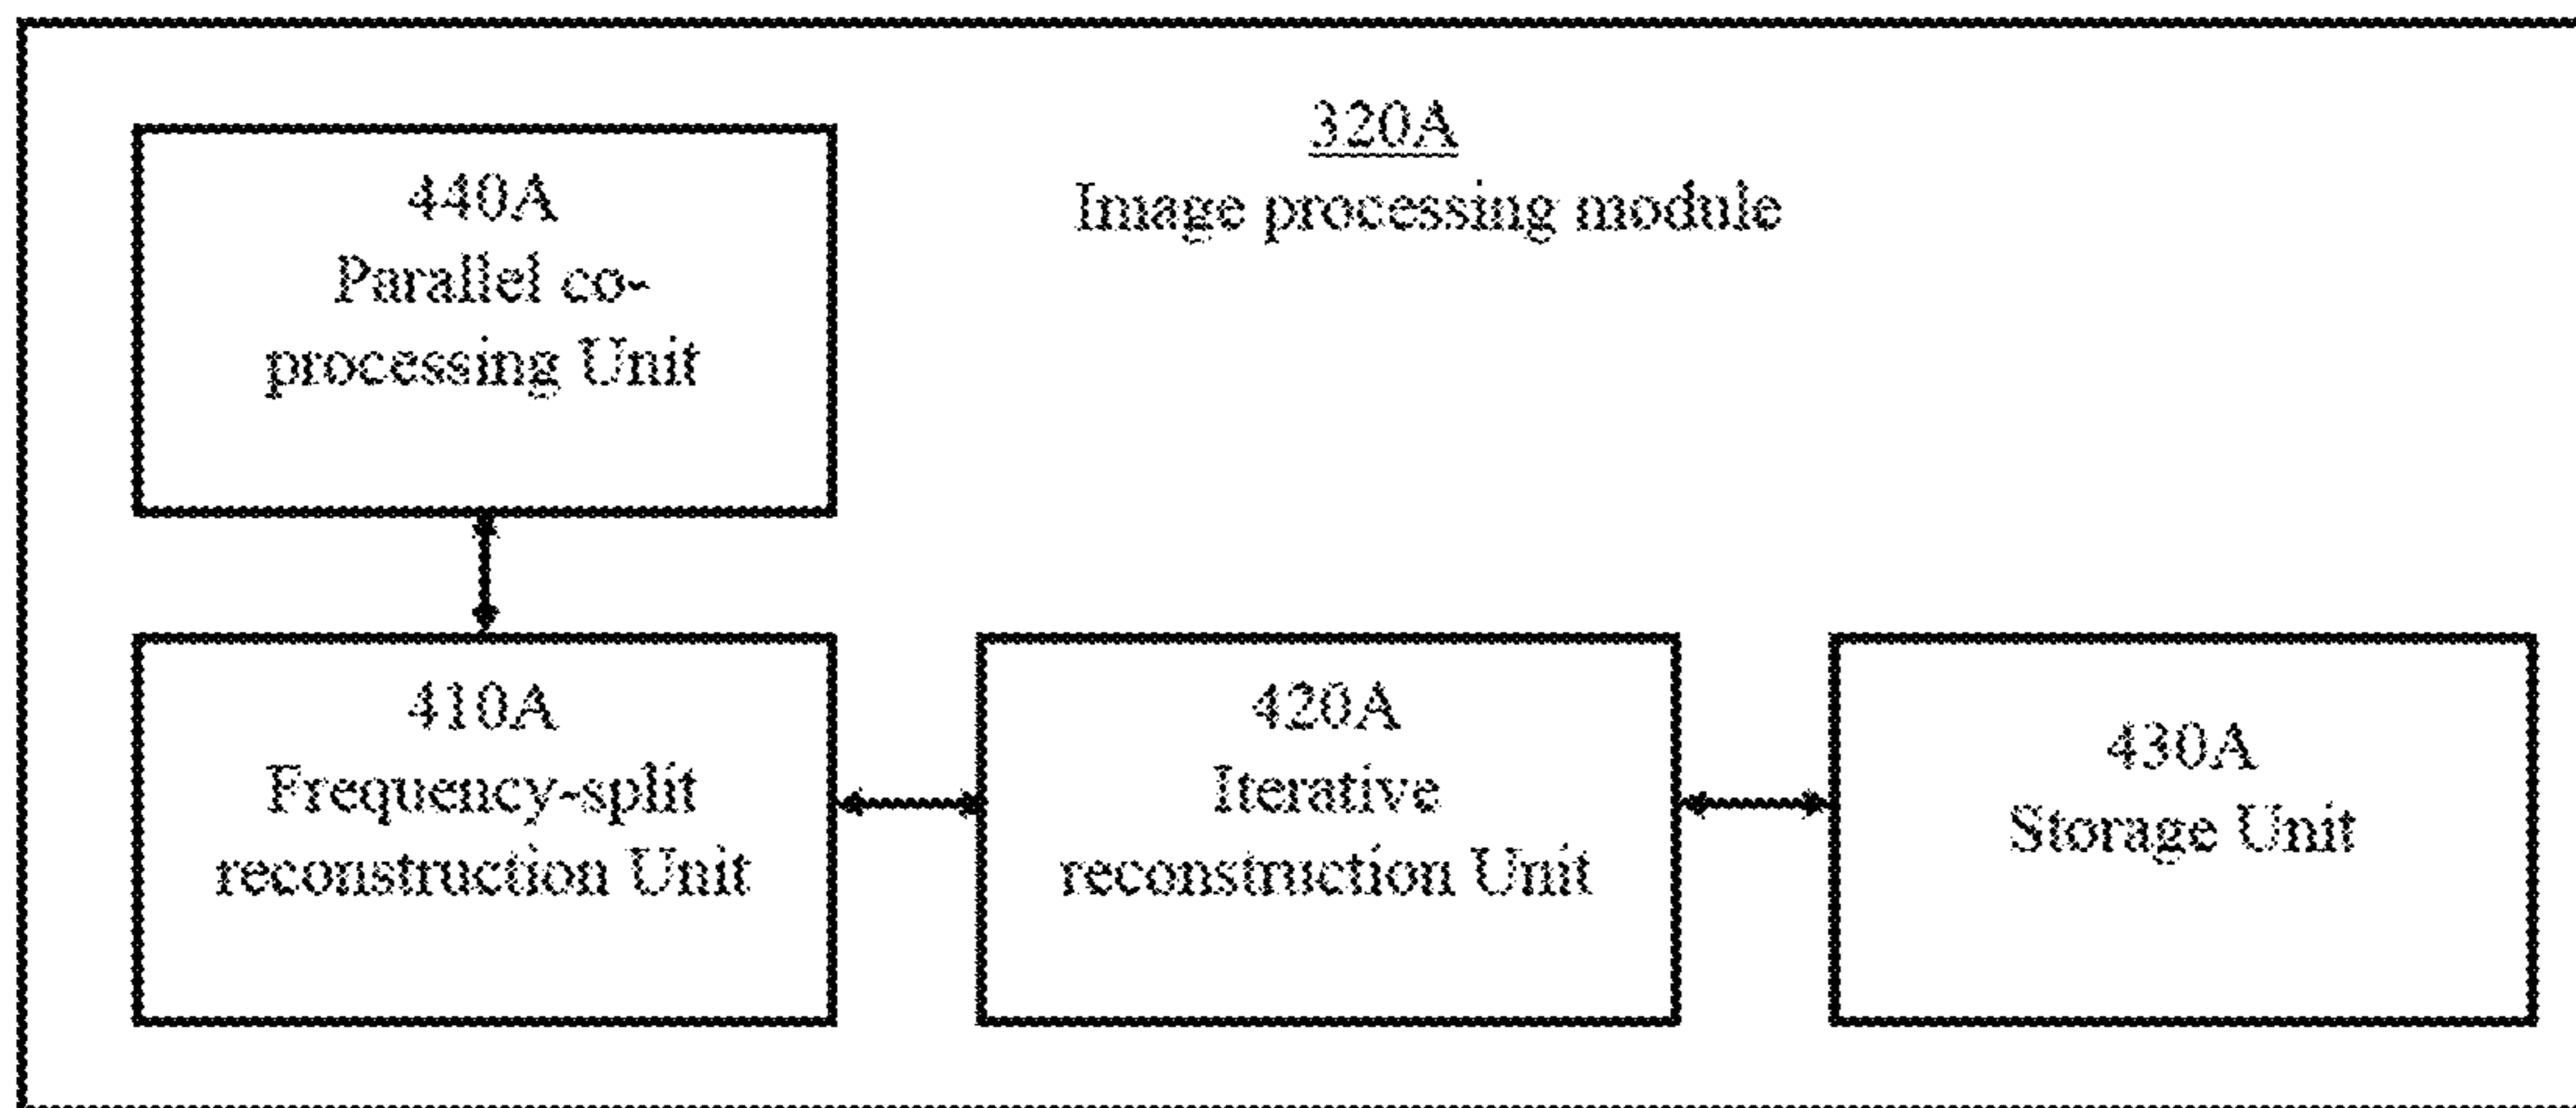 320A
Image processing module
440A
Parallel co-
processing Unit
410A
Frequency-split
reconstruction Unit
420A
Iterative
reconstruction Unit
430A
Storage Unit